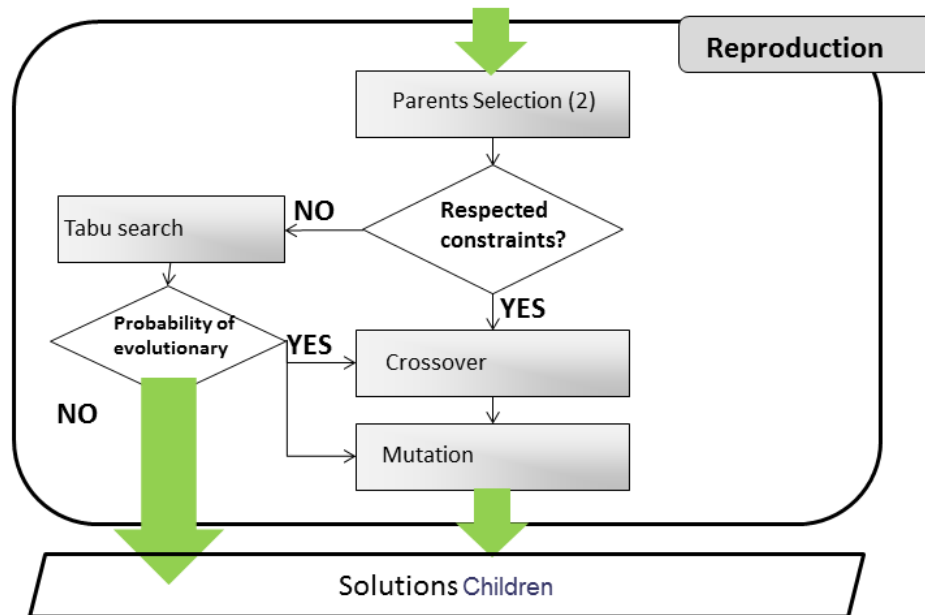 Reproduction
Parents Selection (2)
Respected
constraints?
NO
Tabu search
YES
Probability of
evolutionary
YES
Crossover
NO
Mutation
Solutions Children